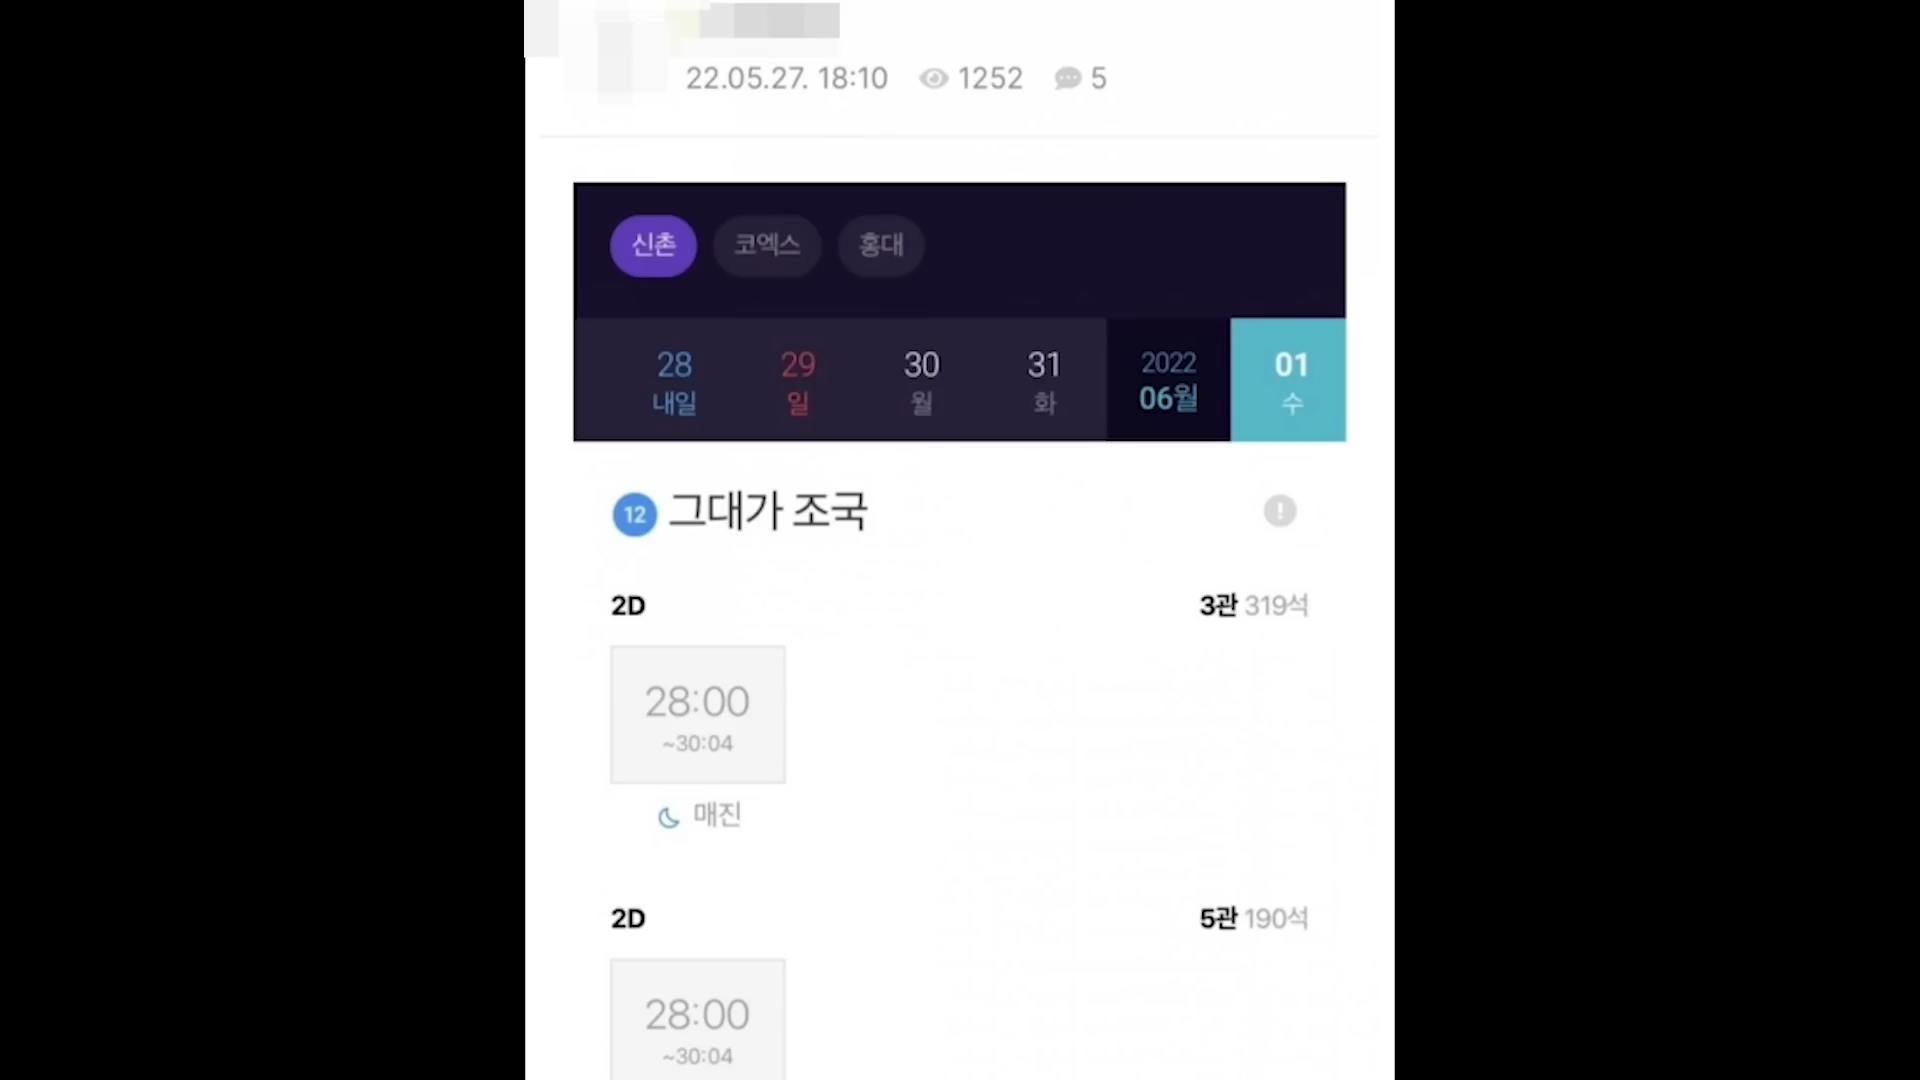 22.05.27. 18:10 1252 5
신촌 코엑스 홍대
28 29 30 31 2022 01
내일 일 월 화 06월 수
12 그대가 조국
2D 3관 319석
28:00
~30:04
매진
2D 5관 190석
28:00
~30:04